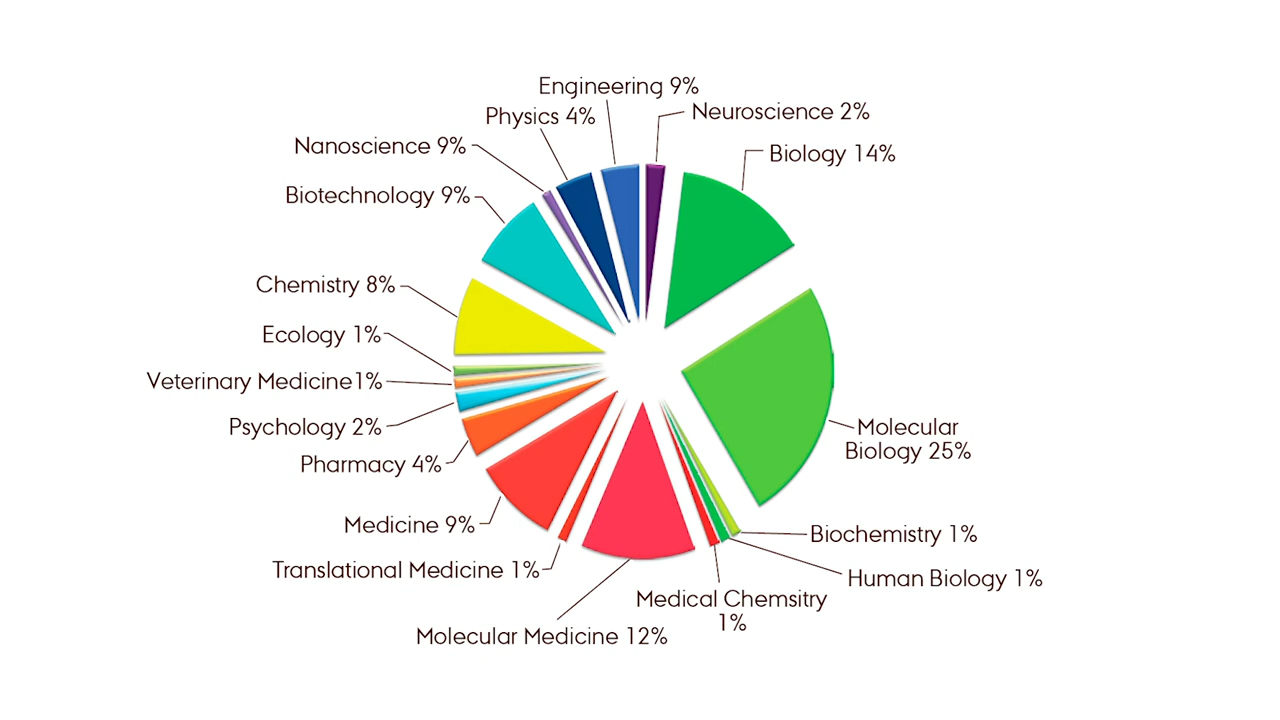 Engineering 9%
Neuroscience 2%
Physics 4%
Nanoscience 9%
Biology 14%
Biotechnology 9%
Chemistry 8%
Ecology 1%
Veterinary Medicine1%
Psychology 2%
Molecular
Biology 25%
Pharmacy 4%
Medicine 9%
Biochemistry 1%
Translational Medicine 1%
Human Biology 1%
Medical Chemsitry
1%
Molecular Medicine 12%